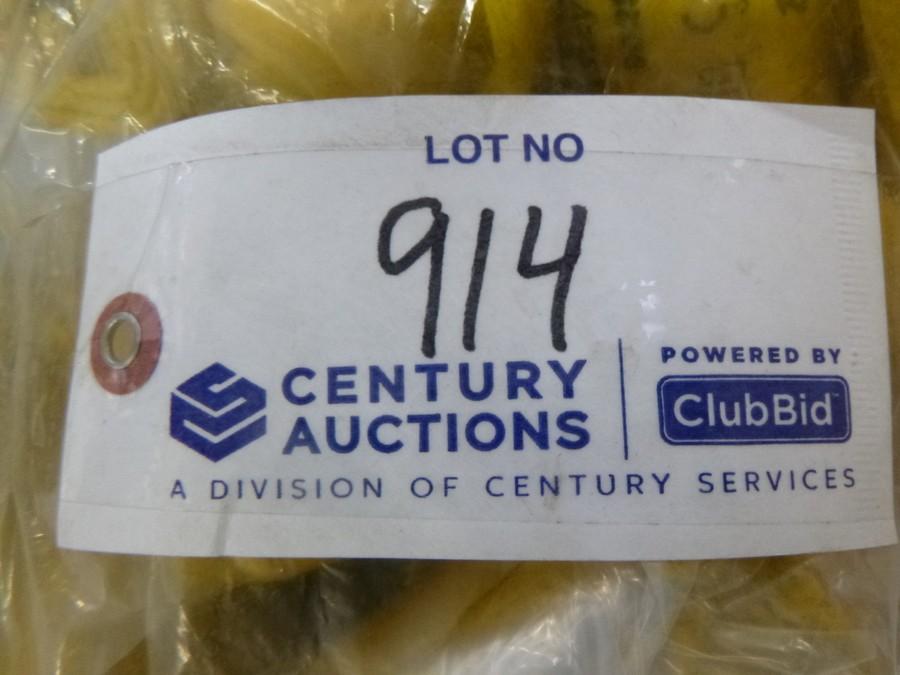 LOT NO
914
CENTURY
AUCTIONS
POWERED BY
ClubBid
A DIVISION OF CENTURY SERVICES